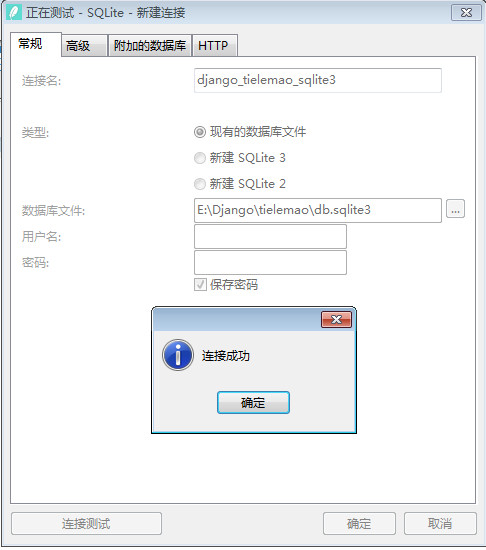 正在测试 - SQLite - 新建连接
常规 高级 附加的数据库 HTTP
连接名: django_tielemao_sqlite3
类型: 现有的数据库文件
新建 SQLite 3
新建 SQLite 2
数据库文件: E:\Django\tielemao\db.sqlite3 ...
用户名:
密码:
保存密码
连接成功
确定
连接测试 确定 取消